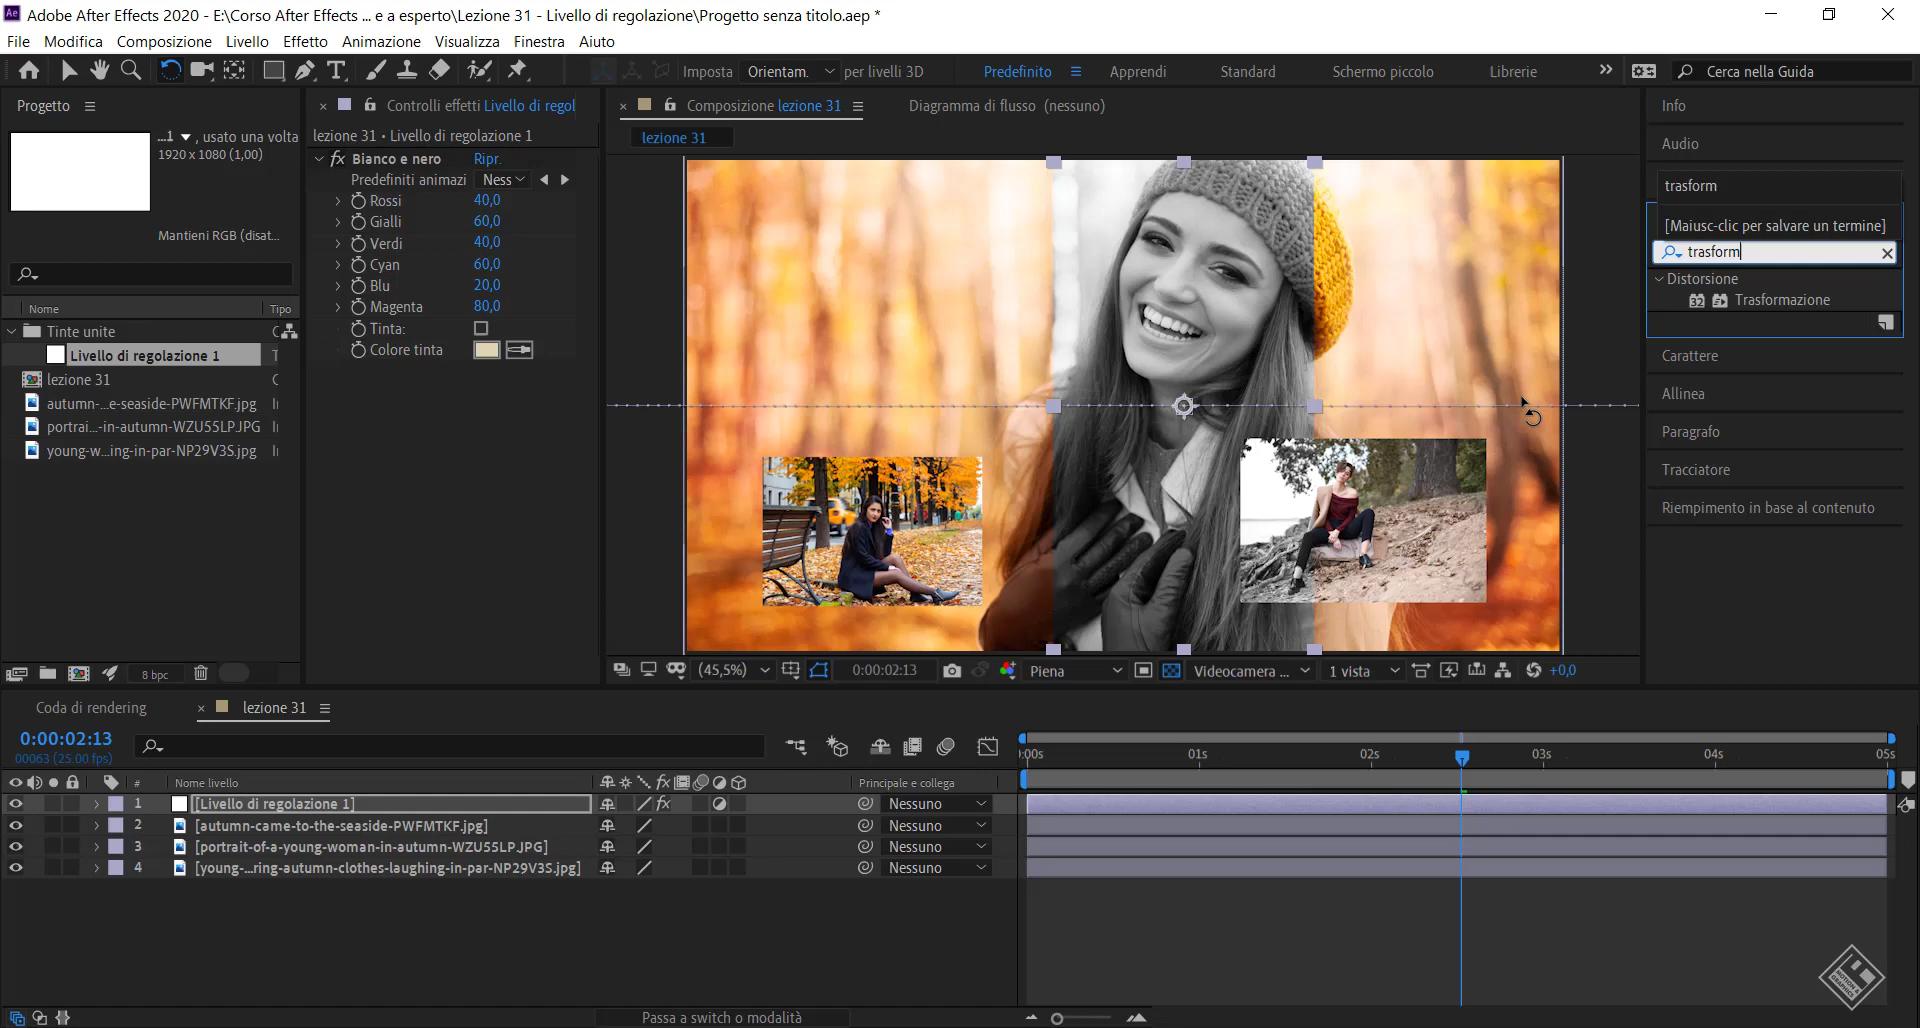 Adobe After Effects 2020 - E:\Corso After Effects ... e a esperto\Lezione 31 - Livello di regolazione\Progetto senza titolo.aep *
File Modifica Composizione Livello Effetto Animazione Visualizza Finestra Aiuto
Imposta Orientam. per livelli 3D Predefinito Apprendi Standard Schermo piccolo Librerie Cerca nella Guida
Progetto
...1 , usato una volta
1920 x 1080 (1,00)
Mantieni RGB (disat...
Nome Tipo
Tinte unite
Livello di regolazione 1
lezione 31
autumn-...e-seaside-PWFMTKF.jpg
portrai...-in-autumn-WZU55LP.JPG
young-w...ing-in-par-NP29V3S.jpg
8 bpc
Controlli effetti Livello di regol
lezione 31 • Livello di regolazione 1
fx Bianco e nero Ripr.
Predefiniti animazi Ness
Rossi 40,0
Gialli 60,0
Verdi 40,0
Cyan 60,0
Blu 20,0
Magenta 80,0
Tinta:
Colore tinta
Composizione lezione 31 Diagramma di flusso (nessuno)
lezione 31
(45,5%) 0:00:02:13 Piena Videocamera ... 1 vista +0,0
Info
Audio
trasform
[Maiusc-clic per salvare un termine]
trasform
Distorsione
32 Trasformazione
Carattere
Allinea
Paragrafo
Tracciatore
Riempimento in base al contenuto
Coda di rendering lezione 31
0:00:02:13
00063 (25.00 fps)
:00s 01s 02s 03s 04s 05s
# Nome livello fx Principale e collega
1 [Livello di regolazione 1] fx Nessuno
2 [autumn-came-to-the-seaside-PWFMTKF.jpg] Nessuno
3 [portrait-of-a-young-woman-in-autumn-WZU55LP.JPG] Nessuno
4 [young-...ring-autumn-clothes-laughing-in-par-NP29V3S.jpg] Nessuno
Passa a switch o modalità